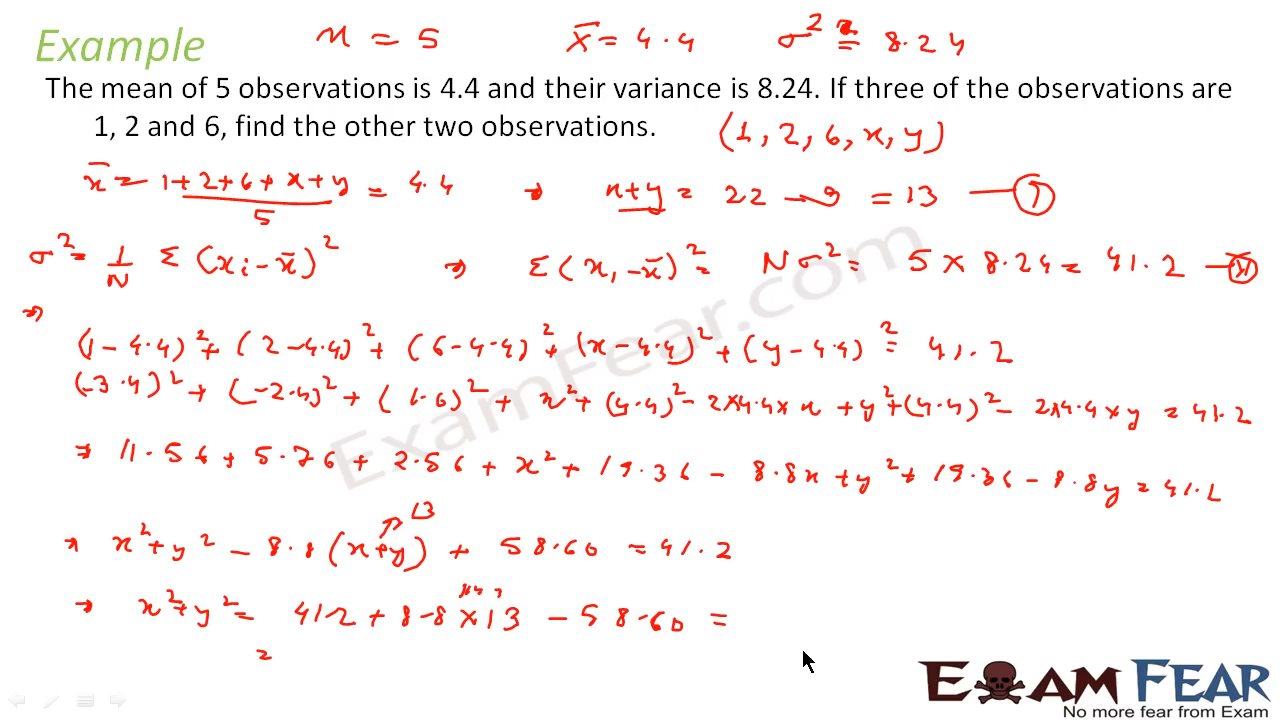 Example n = 5 x̄ = 4.4 σ² = 8.24
The mean of 5 observations is 4.4 and their variance is 8.24. If three of the observations are
1, 2 and 6, find the other two observations. (1, 2, 6, x, y)
x̄ = (1+2+6+x+y)/5 = 4.4 ⇒ x+y = 22 - 9 = 13 — (I)
σ² = 1/N Σ (xi - x̄)² ⇒ Σ(xi - x̄)² = Nσ² = 5 × 8.24 = 41.2 — (II)
⇒
(1-4.4)² + (2-4.4)² + (6-4.4)² + (x-4.4)² + (y-4.4)² = 41.2
(-3.4)² + (-2.4)² + (1.6)² + x² + (4.4)² - 2×4.4×x + y² + (4.4)² - 2×4.4×y = 41.2
⇒ 11.56 + 5.76 + 2.56 + x² + 19.36 - 8.8x + y² + 19.36 - 8.8y = 41.2
13
⇒ x² + y² - 8.8 (x+y) + 58.60 = 41.2
⇒ x² + y² = 41.2 + 8.8 × 13 - 58.60 =
=
ExamFear.com
EXAM FEAR
No more fear from Exam